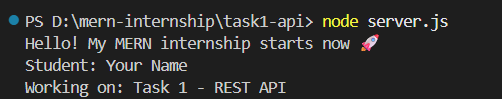 PS D:\mern-internship\task1-api> node server.js
Hello! My MERN internship starts now 🚀
Student: Your Name
Working on: Task 1 - REST API